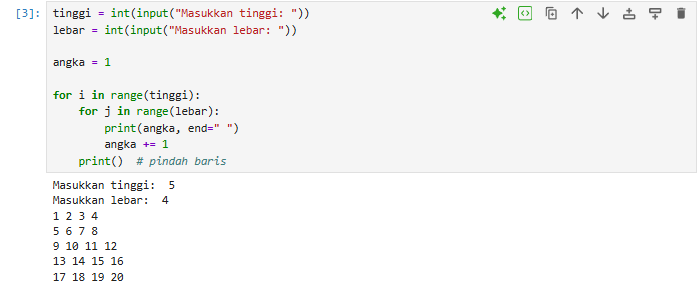 [3]: tinggi = int(input("Masukkan tinggi: "))
lebar = int(input("Masukkan lebar: "))
angka = 1
for i in range(tinggi):
    for j in range(lebar):
        print(angka, end=" ")
        angka += 1
    print()  # pindah baris
Masukkan tinggi:  5
Masukkan lebar:  4
1 2 3 4
5 6 7 8
9 10 11 12
13 14 15 16
17 18 19 20